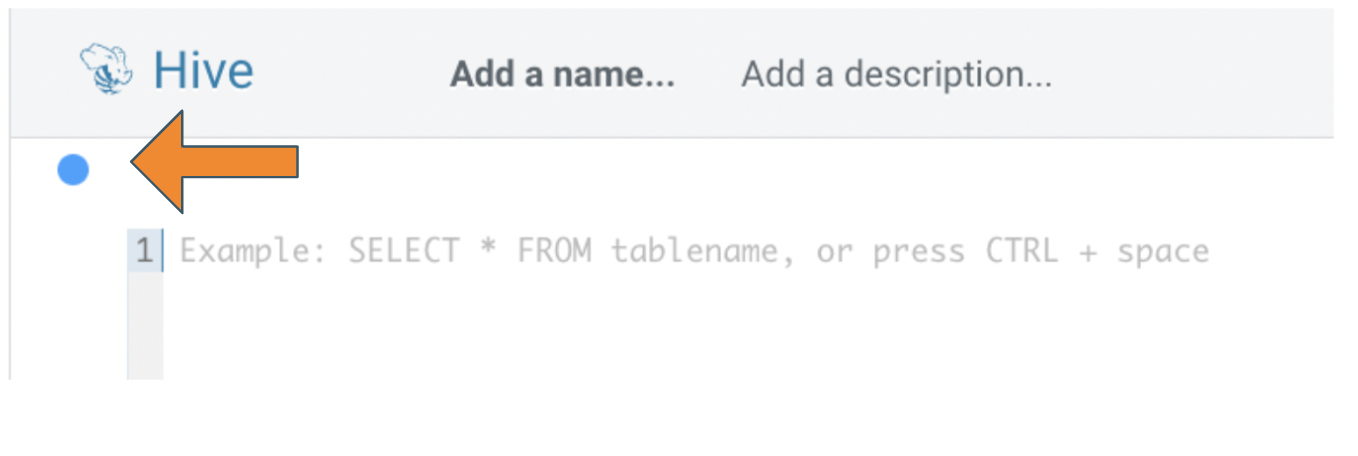 Hive Add a name... Add a description...
1 Example: SELECT * FROM tablename, or press CTRL + space